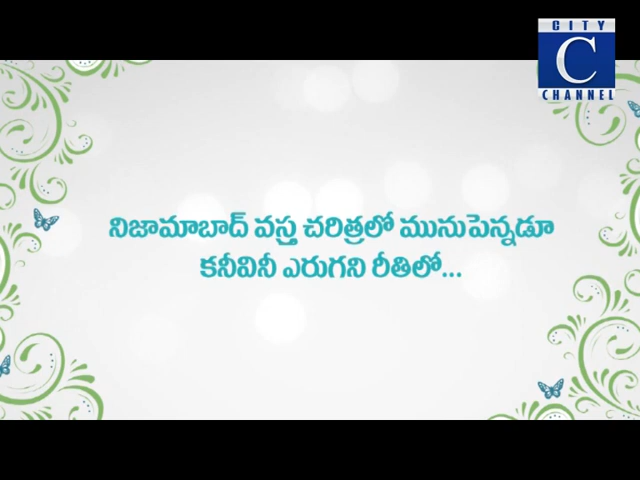 CITY
C
CHANNEL
నిజామాబాద్ వస్త్ర చరిత్రలో మునుపెన్నడూ
కనీవినీ ఎరుగని రీతిలో...